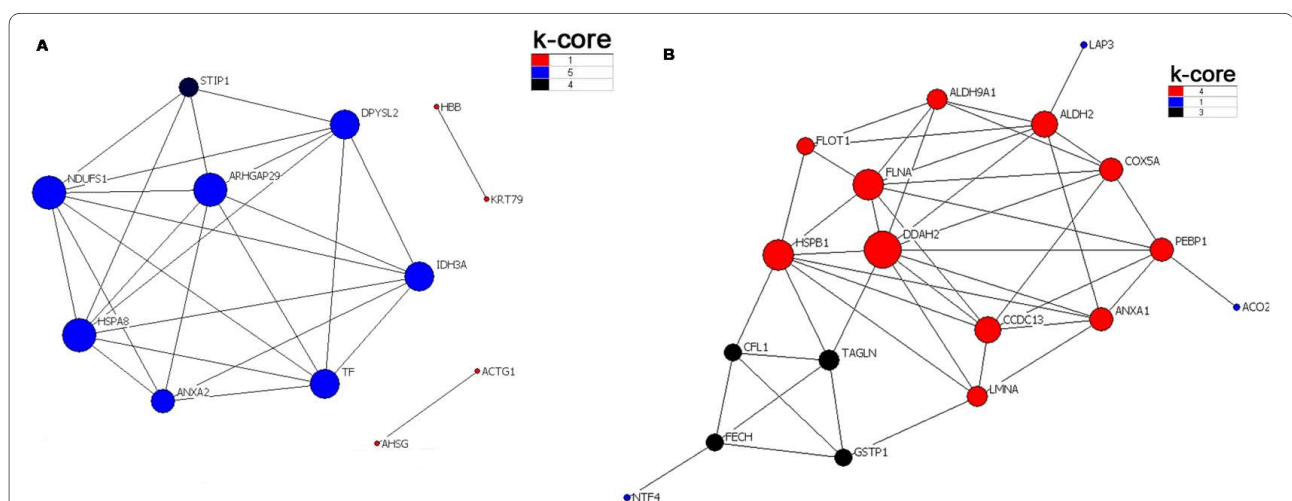 A
k-core
1
5
4
STIP1
DPYSL2
HBB
NDUFS1
ARHGAP29
KRT79
IDH3A
HSPA8
TF
ANXA2
ACTG1
AHSG
B
LAP3
k-core
4
1
3
ALDH9A1
ALDH2
FLOT1
COX5A
FLNA
DDAH2
HSPB1
PEBP1
ACO2
CCDC13
ANXA1
CFL1
TAGLN
LMNA
FECH
GSTP1
NTF4